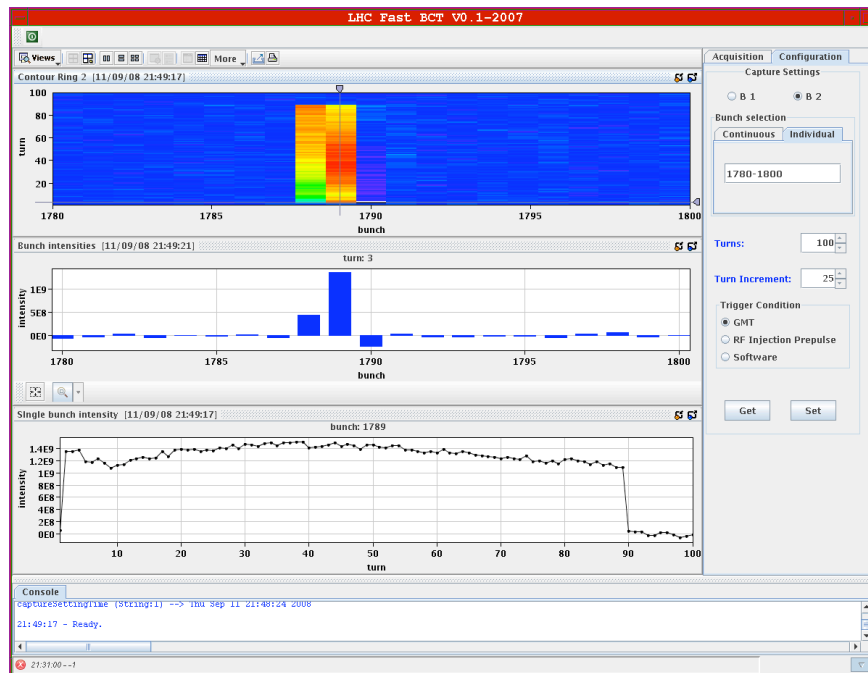 LHC Fast BCT V0.1-2007
Views
More
Contour Ring 2 [11/09/08 21:49:17]
turn
100
80
60
40
20
1780 1785 1790 1795 1800
bunch
Bunch intensities [11/09/08 21:49:21]
turn: 3
intensity
1E9
5E8
0E0
1780 1785 1790 1795 1800
bunch
SIngle bunch intensity [11/09/08 21:49:17]
bunch: 1789
intensity
1.4E9
1.2E9
1E9
8E8
6E8
4E8
2E8
0E0
10 20 30 40 50 60 70 80 90 100
turn
Acquisition Configuration
Capture Settings
B 1 B 2
Bunch selection
Continuous Individual
1780-1800
Turns: 100
Turn Increment: 25
Trigger Condition
GMT
RF Injection Prepulse
Software
Get Set
Console
captureSettingTime (String:1) --> Thu Sep 11 21:48:24 2008
21:49:17 - Ready.
21:31:00 - -1